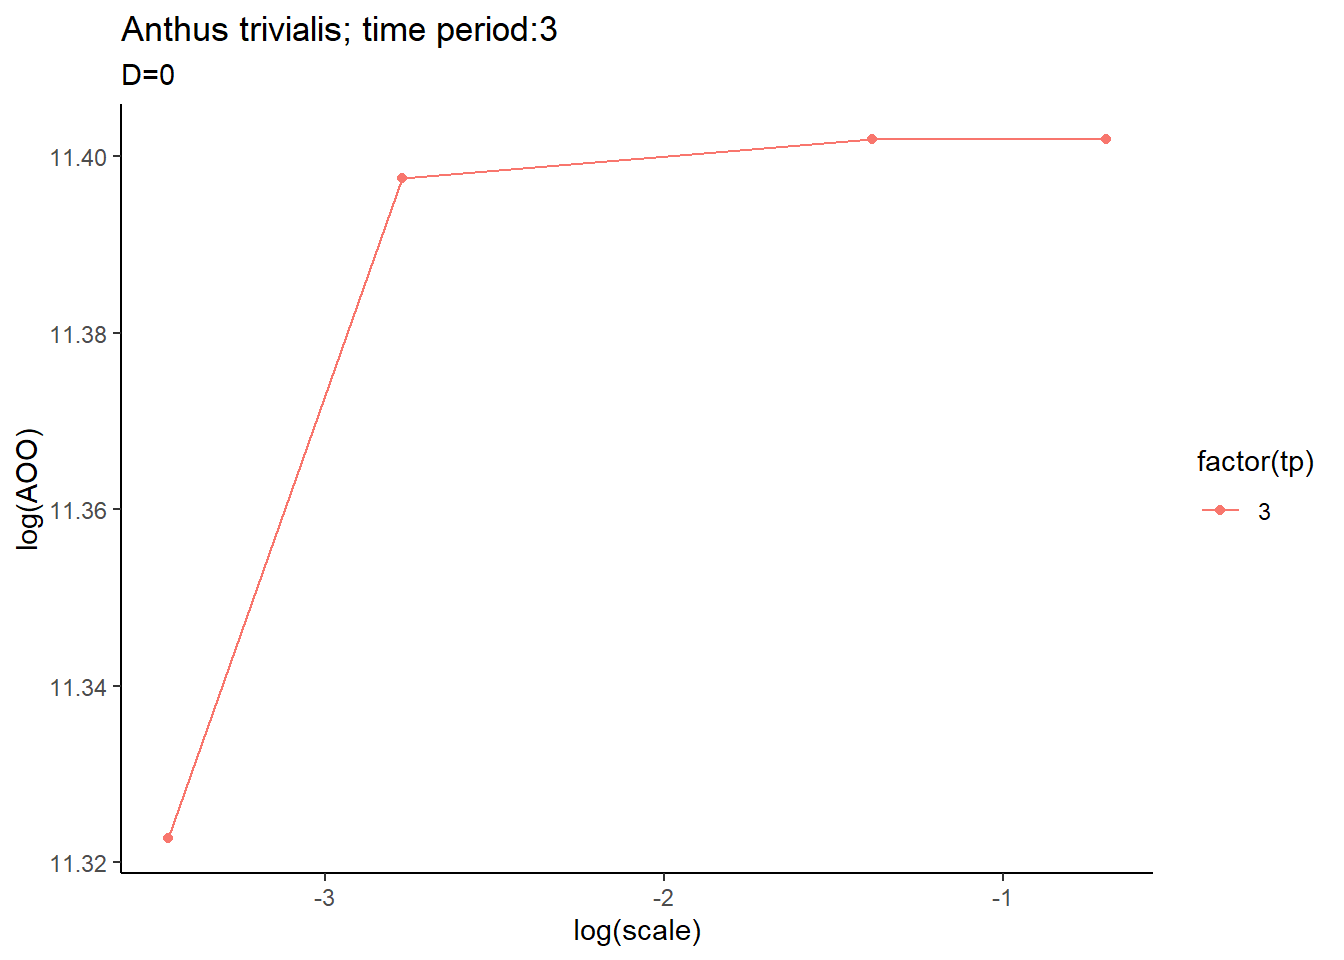 Anthus trivialis; time period:3
D=0
log(AOO)
11.40
11.38
11.36
11.34
11.32
-3
-2
-1
log(scale)
factor(tp)
3